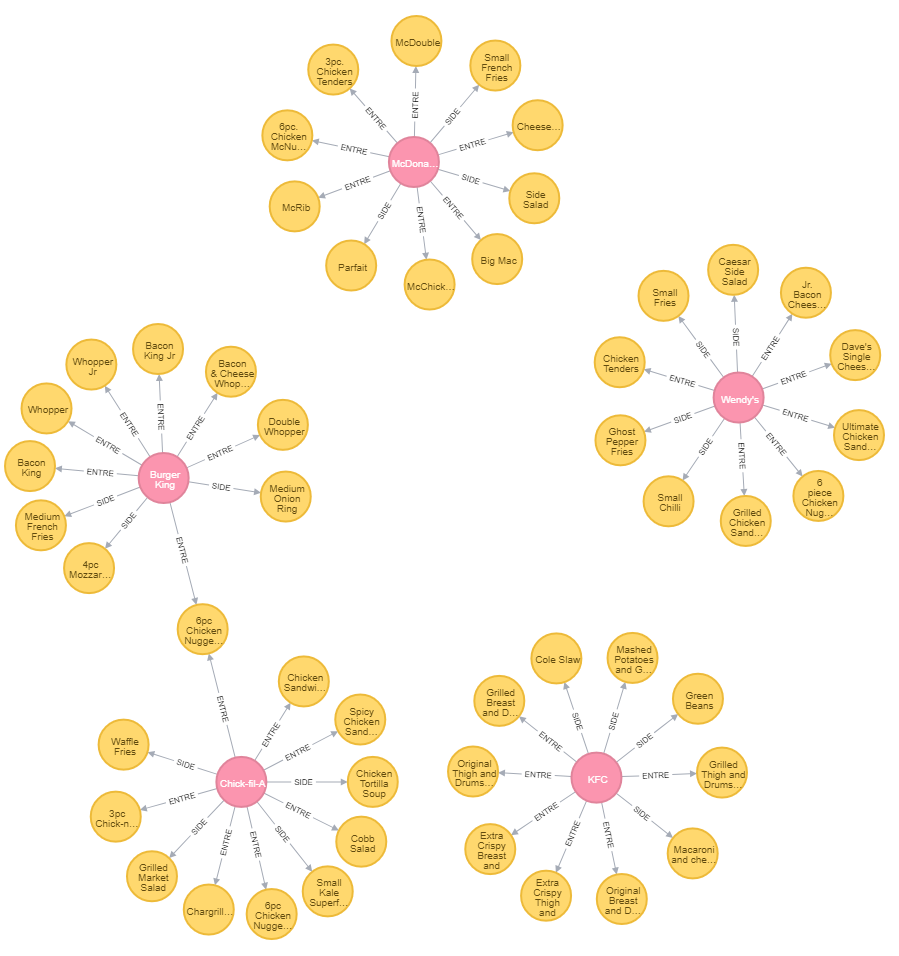 McDouble
3pc.
Chicken
Tenders
Small
French
Fries
6pc.
Chicken
McNu...
Cheese...
ENTRE
ENTRE
SIDE
ENTRE
ENTRE
McDona...
ENTRE
SIDE
SIDE
ENTRE
ENTRE
McRib
Side
Salad
Parfait
McChick...
Big Mac
Small
Fries
Caesar
Side
Salad
Jr.
Bacon
Chees...
Chicken
Tenders
Dave's
Single
Chees...
SIDE
SIDE
ENTRE
ENTRE
ENTRE
Wendy's
SIDE
ENTRE
SIDE
ENTRE
ENTRE
Ghost
Pepper
Fries
Ultimate
Chicken
Sand...
Small
Chilli
Grilled
Chicken
Sand...
6
piece
Chicken
Nug...
Whopper
Jr
Bacon
King Jr
Bacon
& Cheese
Whop...
Whopper
Double
Whopper
ENTRE
ENTRE
ENTRE
ENTRE
ENTRE
Bacon
King
ENTRE
Burger
King
SIDE
SIDE
SIDE
ENTRE
Medium
Onion
Ring
Medium
French
Fries
4pc
Mozzar...
6pc
Chicken
Nugge...
Chicken
Sandwi...
Spicy
Chicken
Sand...
Waffle
Fries
ENTRE
ENTRE
ENTRE
SIDE
Chick-fil-A
SIDE
Chicken
Tortilla
Soup
ENTRE
SIDE
ENTRE
ENTRE
SIDE
ENTRE
3pc
Chick-n...
Cobb
Salad
Grilled
Market
Salad
Chargrill...
6pc
Chicken
Nugge...
Small
Kale
Superf...
Cole Slaw
Mashed
Potatoes
and G...
Grilled
Breast
and D...
Green
Beans
SIDE
SIDE
ENTRE
SIDE
Original
Thigh and
Drums...
ENTRE
KFC
ENTRE
Grilled
Thigh and
Drums...
ENTRE
ENTRE
ENTRE
SIDE
Extra
Crispy
Breast
and
Macaroni
and che...
Extra
Crispy
Thigh
and
Original
Breast
and D...